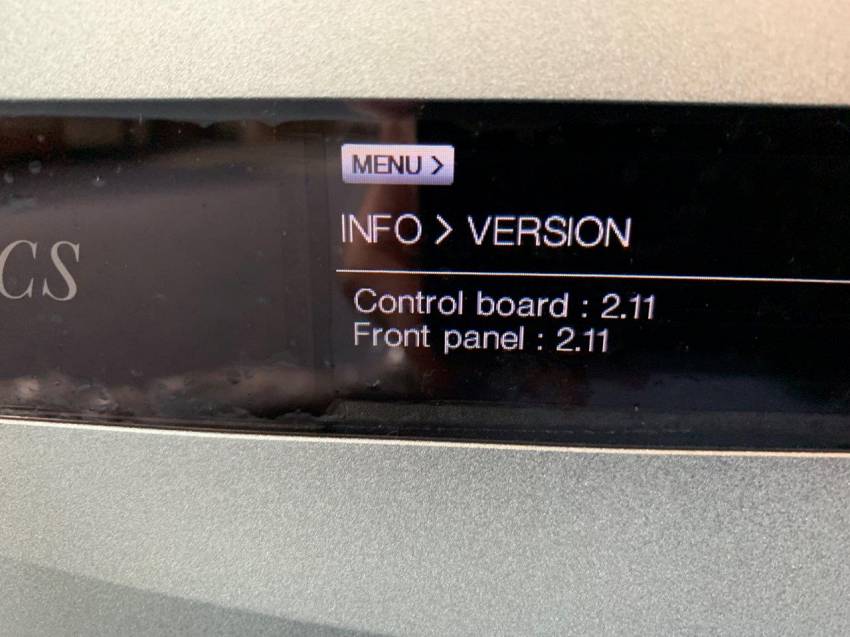 MENU >
INFO > VERSION
CS
Control board : 2.11
Front panel : 2.11